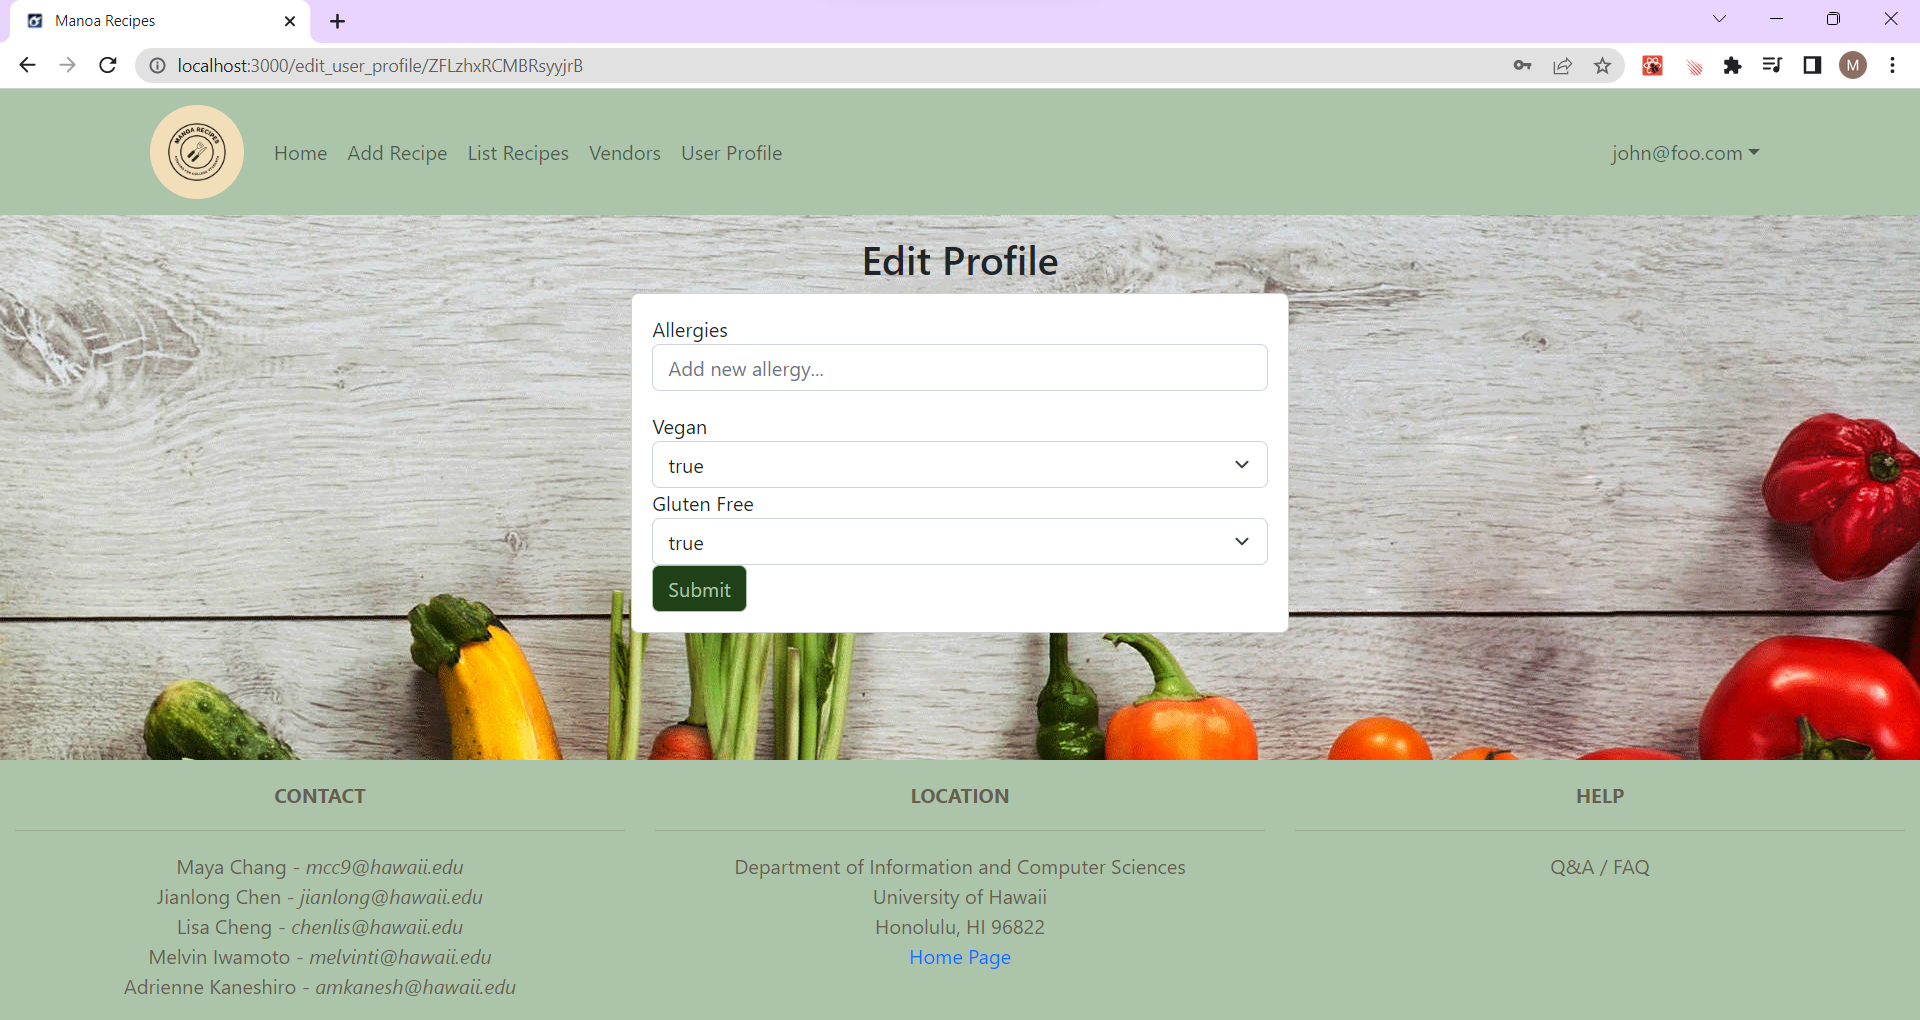 Manoa Recipes
localhost:3000/edit_user_profile/ZFLzhxRCMBRsyyjrB
M
MANOA RECIPES
Home Add Recipe List Recipes Vendors User Profile
john@foo.com
Edit Profile
Allergies
Add new allergy...
Vegan
true
Gluten Free
true
Submit
CONTACT
Maya Chang - mcc9@hawaii.edu
Jianlong Chen - jianlong@hawaii.edu
Lisa Cheng - chenlis@hawaii.edu
Melvin Iwamoto - melvinti@hawaii.edu
Adrienne Kaneshiro - amkanesh@hawaii.edu
LOCATION
Department of Information and Computer Sciences
University of Hawaii
Honolulu, HI 96822
Home Page
HELP
Q&A / FAQ